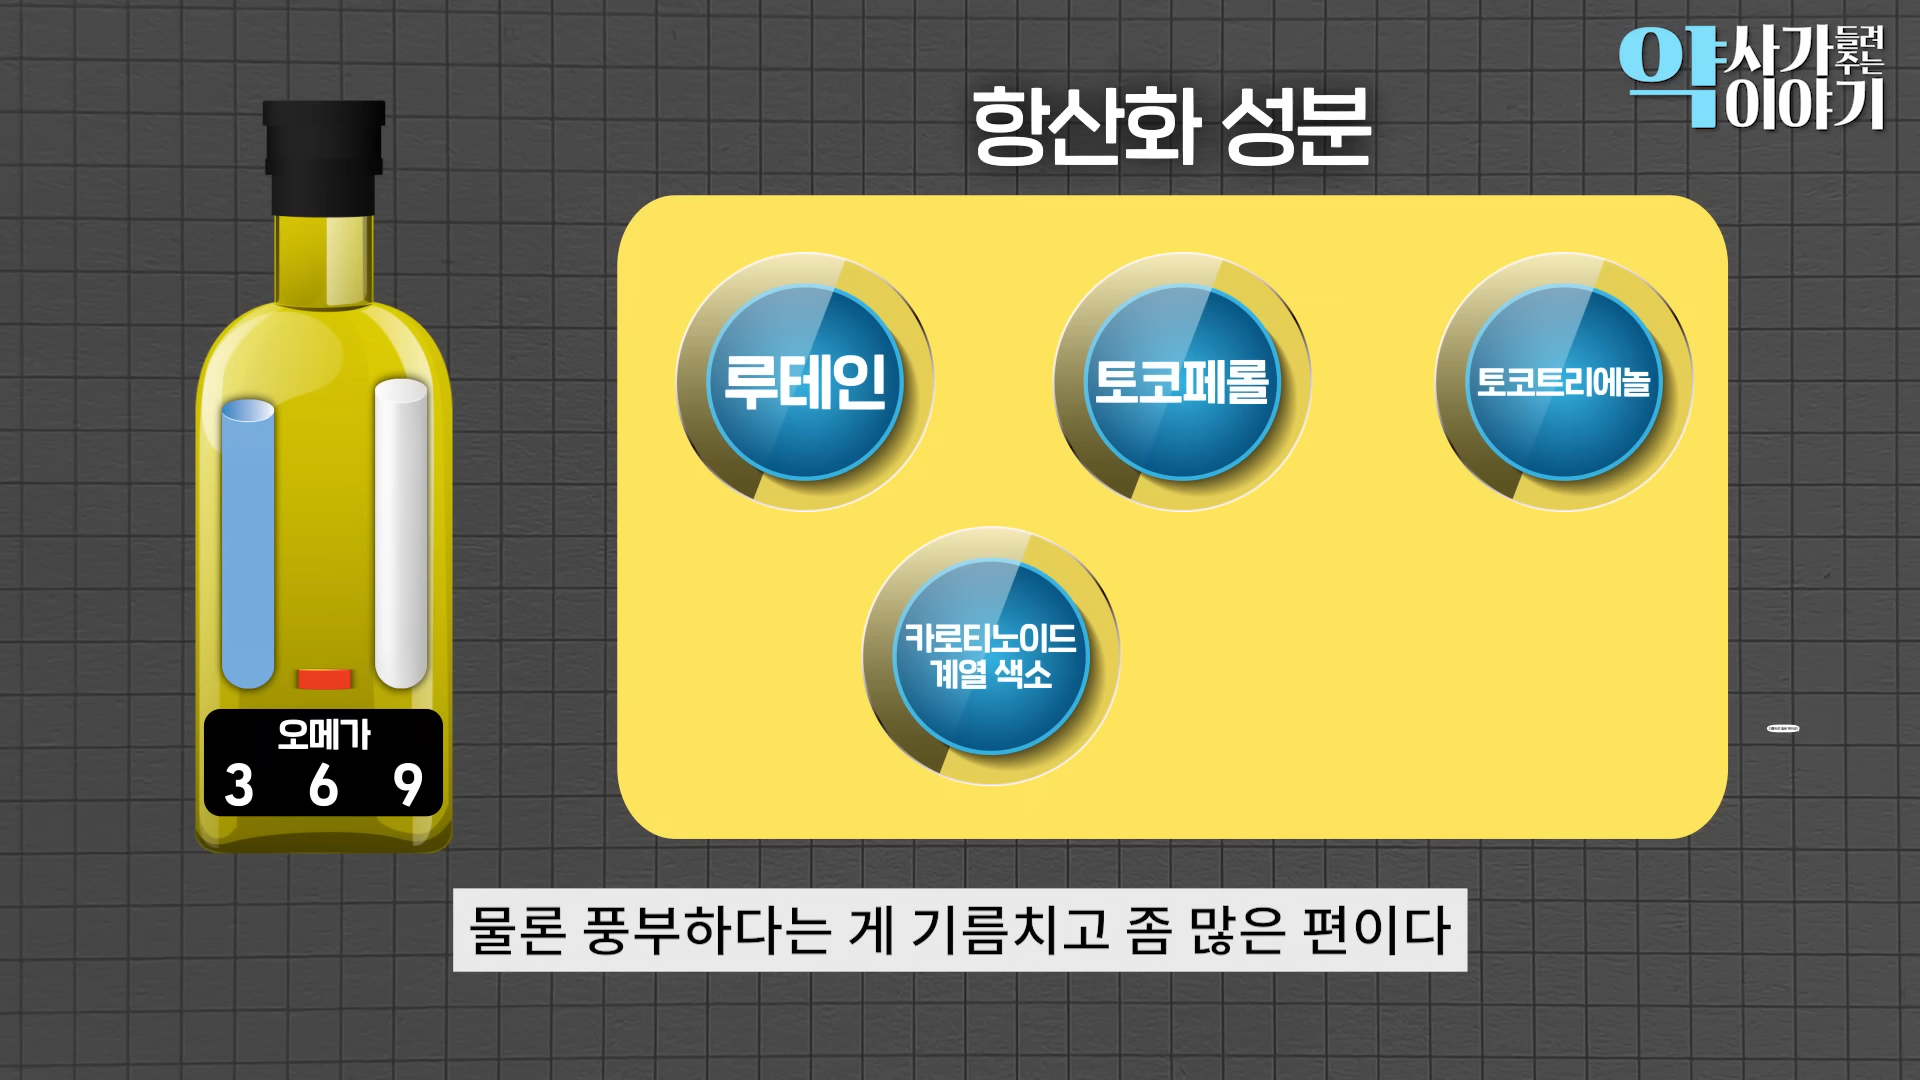 약사가 들려주는
이야기
항산화 성분
루테인
토코페롤
토코트리에놀
카로티노이드
계열 색소
오메가
3 6 9
물론 풍부하다는 게 기름치고 좀 많은 편이다